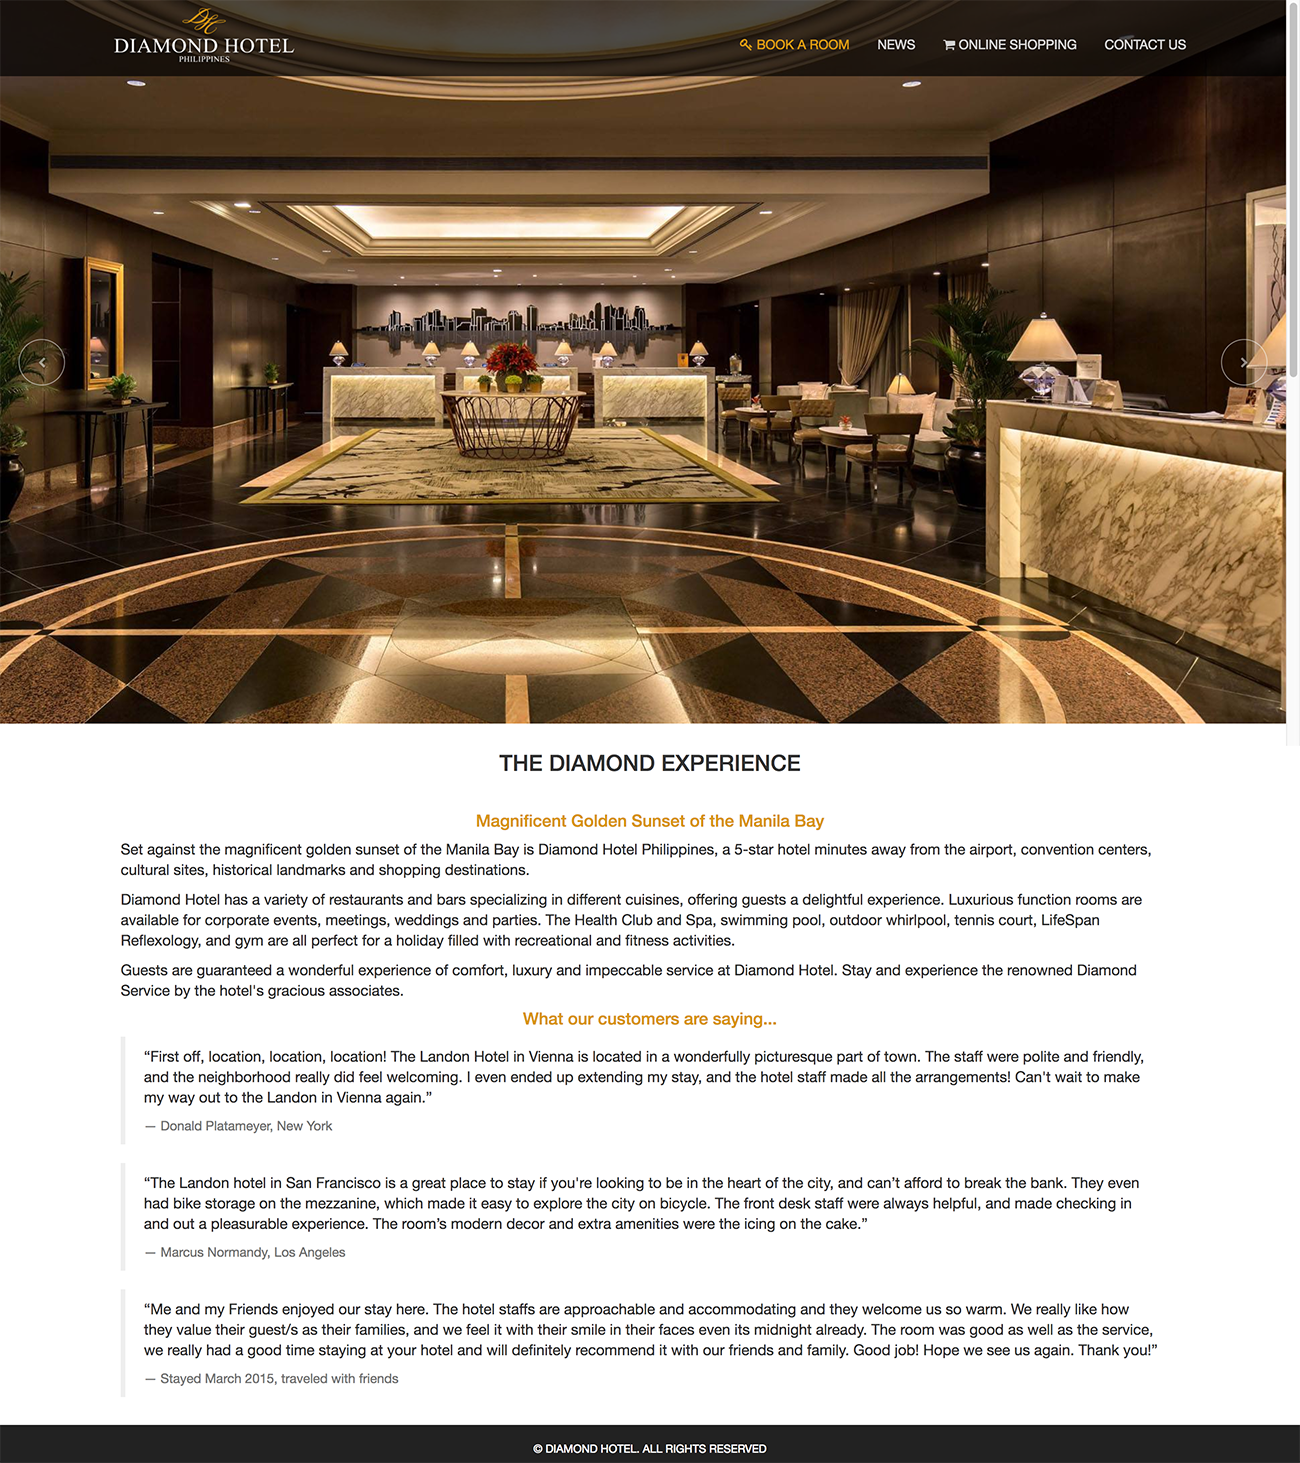 DH
DIAMOND HOTEL
PHILIPPINES
BOOK A ROOM
NEWS
ONLINE SHOPPING
CONTACT US
THE DIAMOND EXPERIENCE
Magnificent Golden Sunset of the Manila Bay
Set against the magnificent golden sunset of the Manila Bay is Diamond Hotel Philippines, a 5-star hotel minutes away from the airport, convention centers,
cultural sites, historical landmarks and shopping destinations.
Diamond Hotel has a variety of restaurants and bars specializing in different cuisines, offering guests a delightful experience. Luxurious function rooms are
available for corporate events, meetings, weddings and parties. The Health Club and Spa, swimming pool, outdoor whirlpool, tennis court, LifeSpan
Reflexology, and gym are all perfect for a holiday filled with recreational and fitness activities.
Guests are guaranteed a wonderful experience of comfort, luxury and impeccable service at Diamond Hotel. Stay and experience the renowned Diamond
Service by the hotel's gracious associates.
What our customers are saying...
“First off, location, location, location! The Landon Hotel in Vienna is located in a wonderfully picturesque part of town. The staff were polite and friendly,
and the neighborhood really did feel welcoming. I even ended up extending my stay, and the hotel staff made all the arrangements! Can't wait to make
my way out to the Landon in Vienna again.”
— Donald Platameyer, New York
“The Landon hotel in San Francisco is a great place to stay if you're looking to be in the heart of the city, and can’t afford to break the bank. They even
had bike storage on the mezzanine, which made it easy to explore the city on bicycle. The front desk staff were always helpful, and made checking in
and out a pleasurable experience. The room’s modern decor and extra amenities were the icing on the cake.”
— Marcus Normandy, Los Angeles
“Me and my Friends enjoyed our stay here. The hotel staffs are approachable and accommodating and they welcome us so warm. We really like how
they value their guest/s as their families, and we feel it with their smile in their faces even its midnight already. The room was good as well as the service,
we really had a good time staying at your hotel and will definitely recommend it with our friends and family. Good job! Hope we see us again. Thank you!”
— Stayed March 2015, traveled with friends
© DIAMOND HOTEL. ALL RIGHTS RESERVED